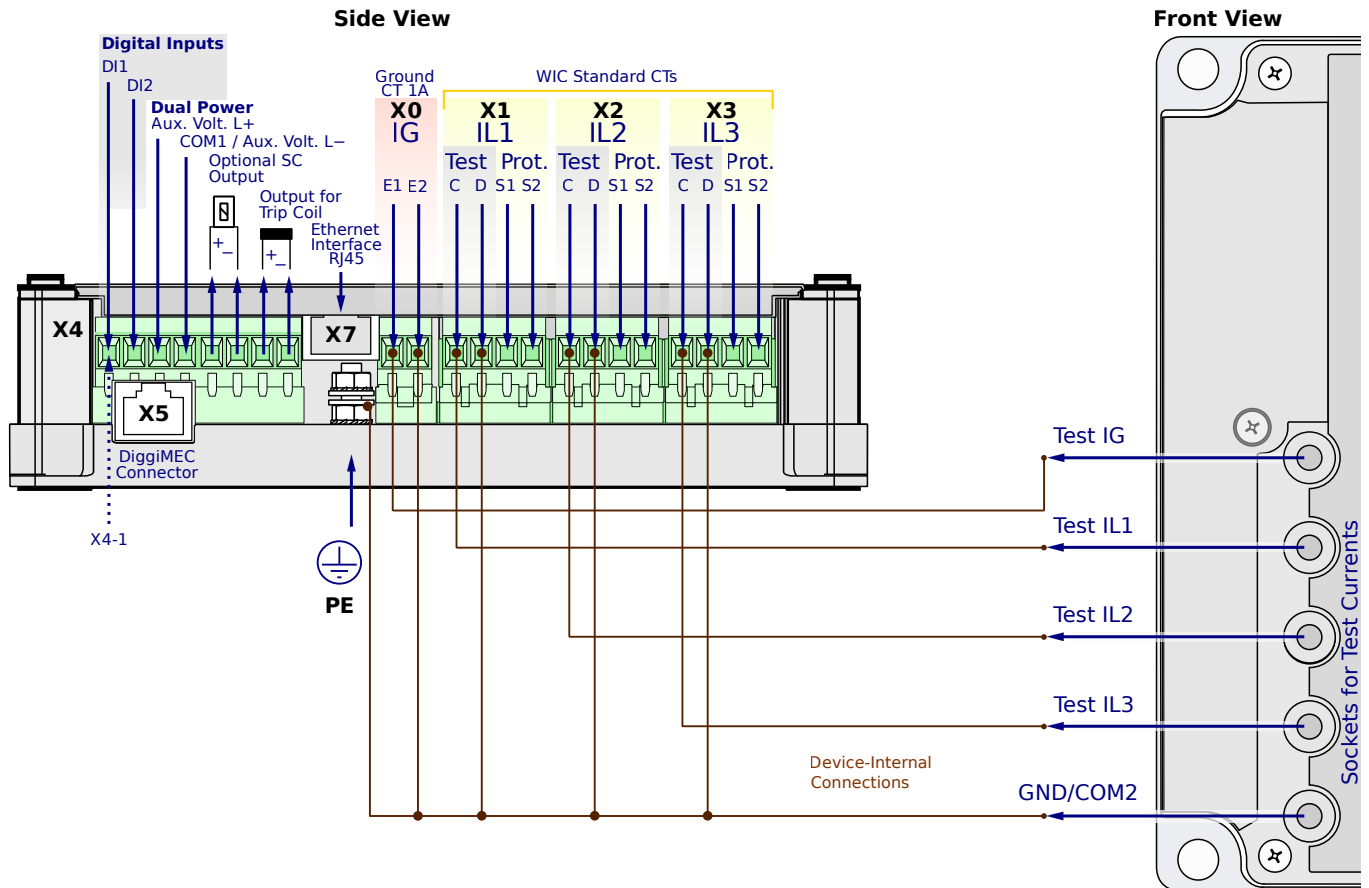 Side View
Front View
Digital Inputs
DI1
DI2
Dual Power
Aux. Volt. L+
COM1 / Aux. Volt. L−
Optional SC
Output
+
−
Output for
Trip Coil
+
−
Ethernet
Interface
RJ45
Ground
CT 1A
X0
IG
E1 E2
WIC Standard CTs
X1
IL1
Test Prot.
C D S1 S2
X2
IL2
Test Prot.
C D S1 S2
X3
IL3
Test Prot.
C D S1 S2
X4
X7
X5
DiggiMEC
Connector
X4-1
PE
Test IG
Test IL1
Test IL2
Test IL3
GND/COM2
Device-Internal
Connections
Sockets for Test Currents